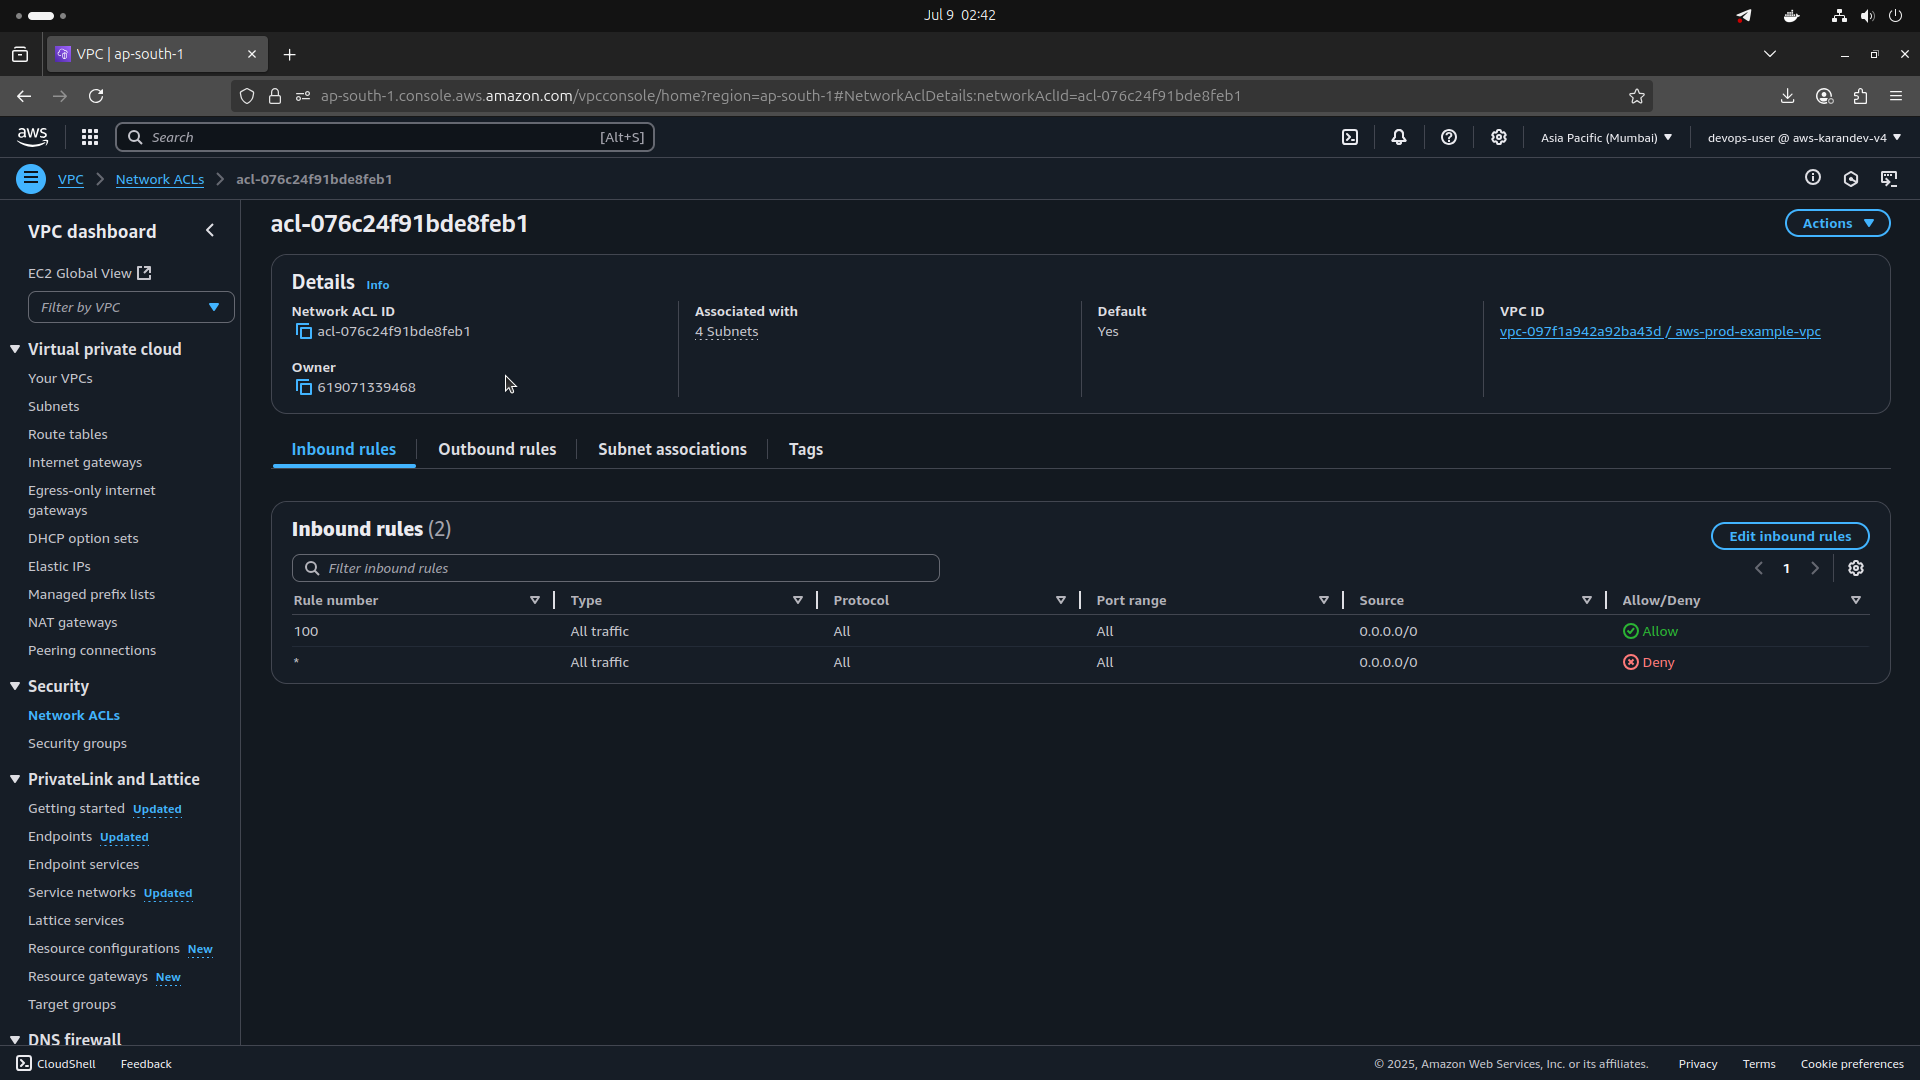 Jul 9 02:42
VPC | ap-south-1
ap-south-1.console.aws.amazon.com/vpcconsole/home?region=ap-south-1#NetworkAclDetails:networkAclId=acl-076c24f91bde8feb1
aws
Search [Alt+S]
Asia Pacific (Mumbai)
devops-user @ aws-karandev-v4
VPC
Network ACLs
acl-076c24f91bde8feb1
VPC dashboard
EC2 Global View
Filter by VPC
Virtual private cloud
Your VPCs
Subnets
Route tables
Internet gateways
Egress-only internet
gateways
DHCP option sets
Elastic IPs
Managed prefix lists
NAT gateways
Peering connections
Security
Network ACLs
Security groups
PrivateLink and Lattice
Getting started Updated
Endpoints Updated
Endpoint services
Service networks Updated
Lattice services
Resource configurations New
Resource gateways New
Target groups
DNS firewall
acl-076c24f91bde8feb1
Actions
Details Info
Network ACL ID
acl-076c24f91bde8feb1
Associated with
4 Subnets
Default
Yes
VPC ID
vpc-097f1a942a92ba43d / aws-prod-example-vpc
Owner
619071339468
Inbound rules Outbound rules Subnet associations Tags
Inbound rules (2)
Edit inbound rules
Filter inbound rules
1
Rule number Type Protocol Port range Source Allow/Deny
100 All traffic All All 0.0.0.0/0 Allow
* All traffic All All 0.0.0.0/0 Deny
CloudShell Feedback
© 2025, Amazon Web Services, Inc. or its affiliates. Privacy Terms Cookie preferences